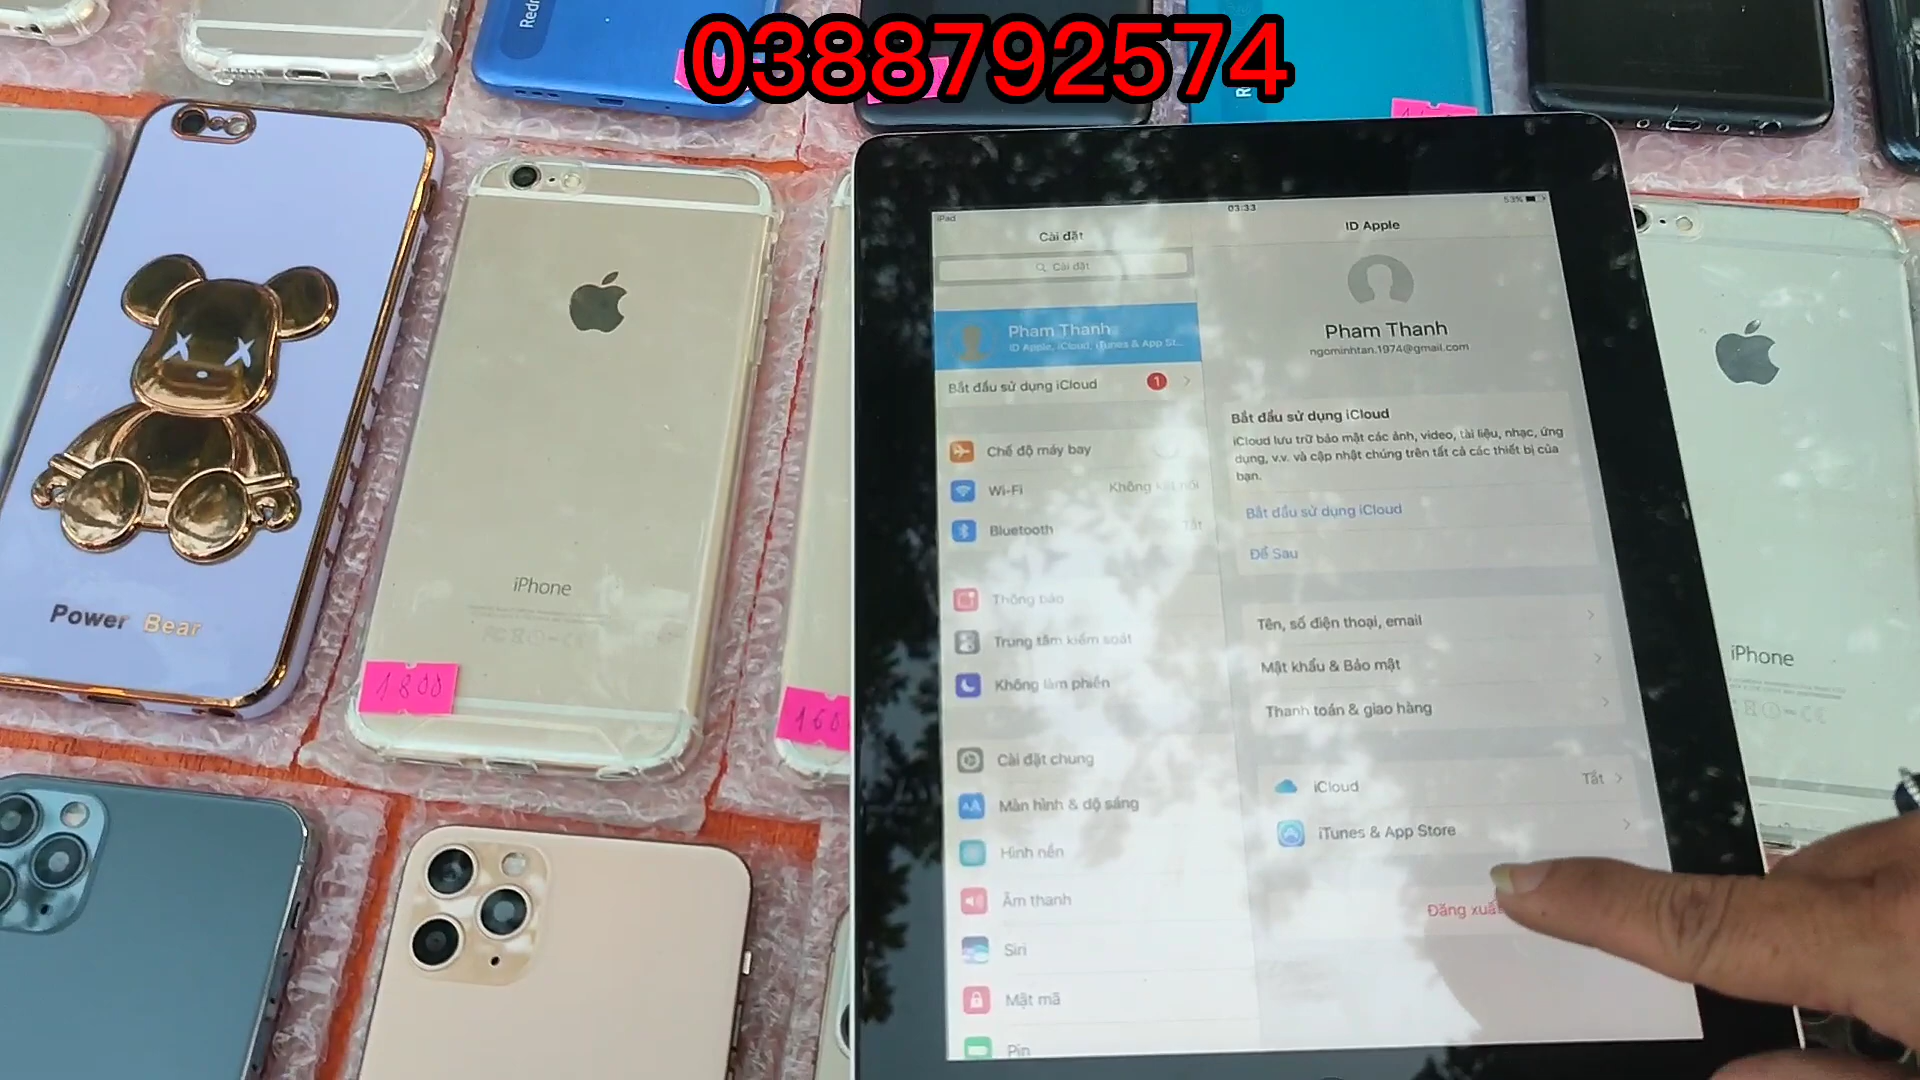 0388792574
Redm
iPad
03:33
53%
Cài đặt
ID Apple
Cài đặt
Pham Thanh
ID Apple, iCloud, iTunes & App St...
Pham Thanh
ngominhtan.1974@gmail.com
Bắt đầu sử dụng iCloud
1
Bắt đầu sử dụng iCloud
iCloud lưu trữ bảo mật các ảnh, video, tài liệu, nhạc, ứng
dụng, v.v. và cập nhật chúng trên tất cả các thiết bị của
bạn.
Chế độ máy bay
Wi-Fi
Không kết nối
Bắt đầu sử dụng iCloud
Bluetooth
Tắt
Để Sau
Thông báo
Tên, số điện thoại, email
Trung tâm kiểm soát
Mật khẩu & Bảo mật
Không làm phiền
Thanh toán & giao hàng
Cài đặt chung
iCloud
Tắt
Màn hình & độ sáng
iTunes & App Store
Hình nền
Âm thanh
Đăng xuấ
Siri
Mật mã
Pin
Power Bear
iPhone
1800
160
iPhone